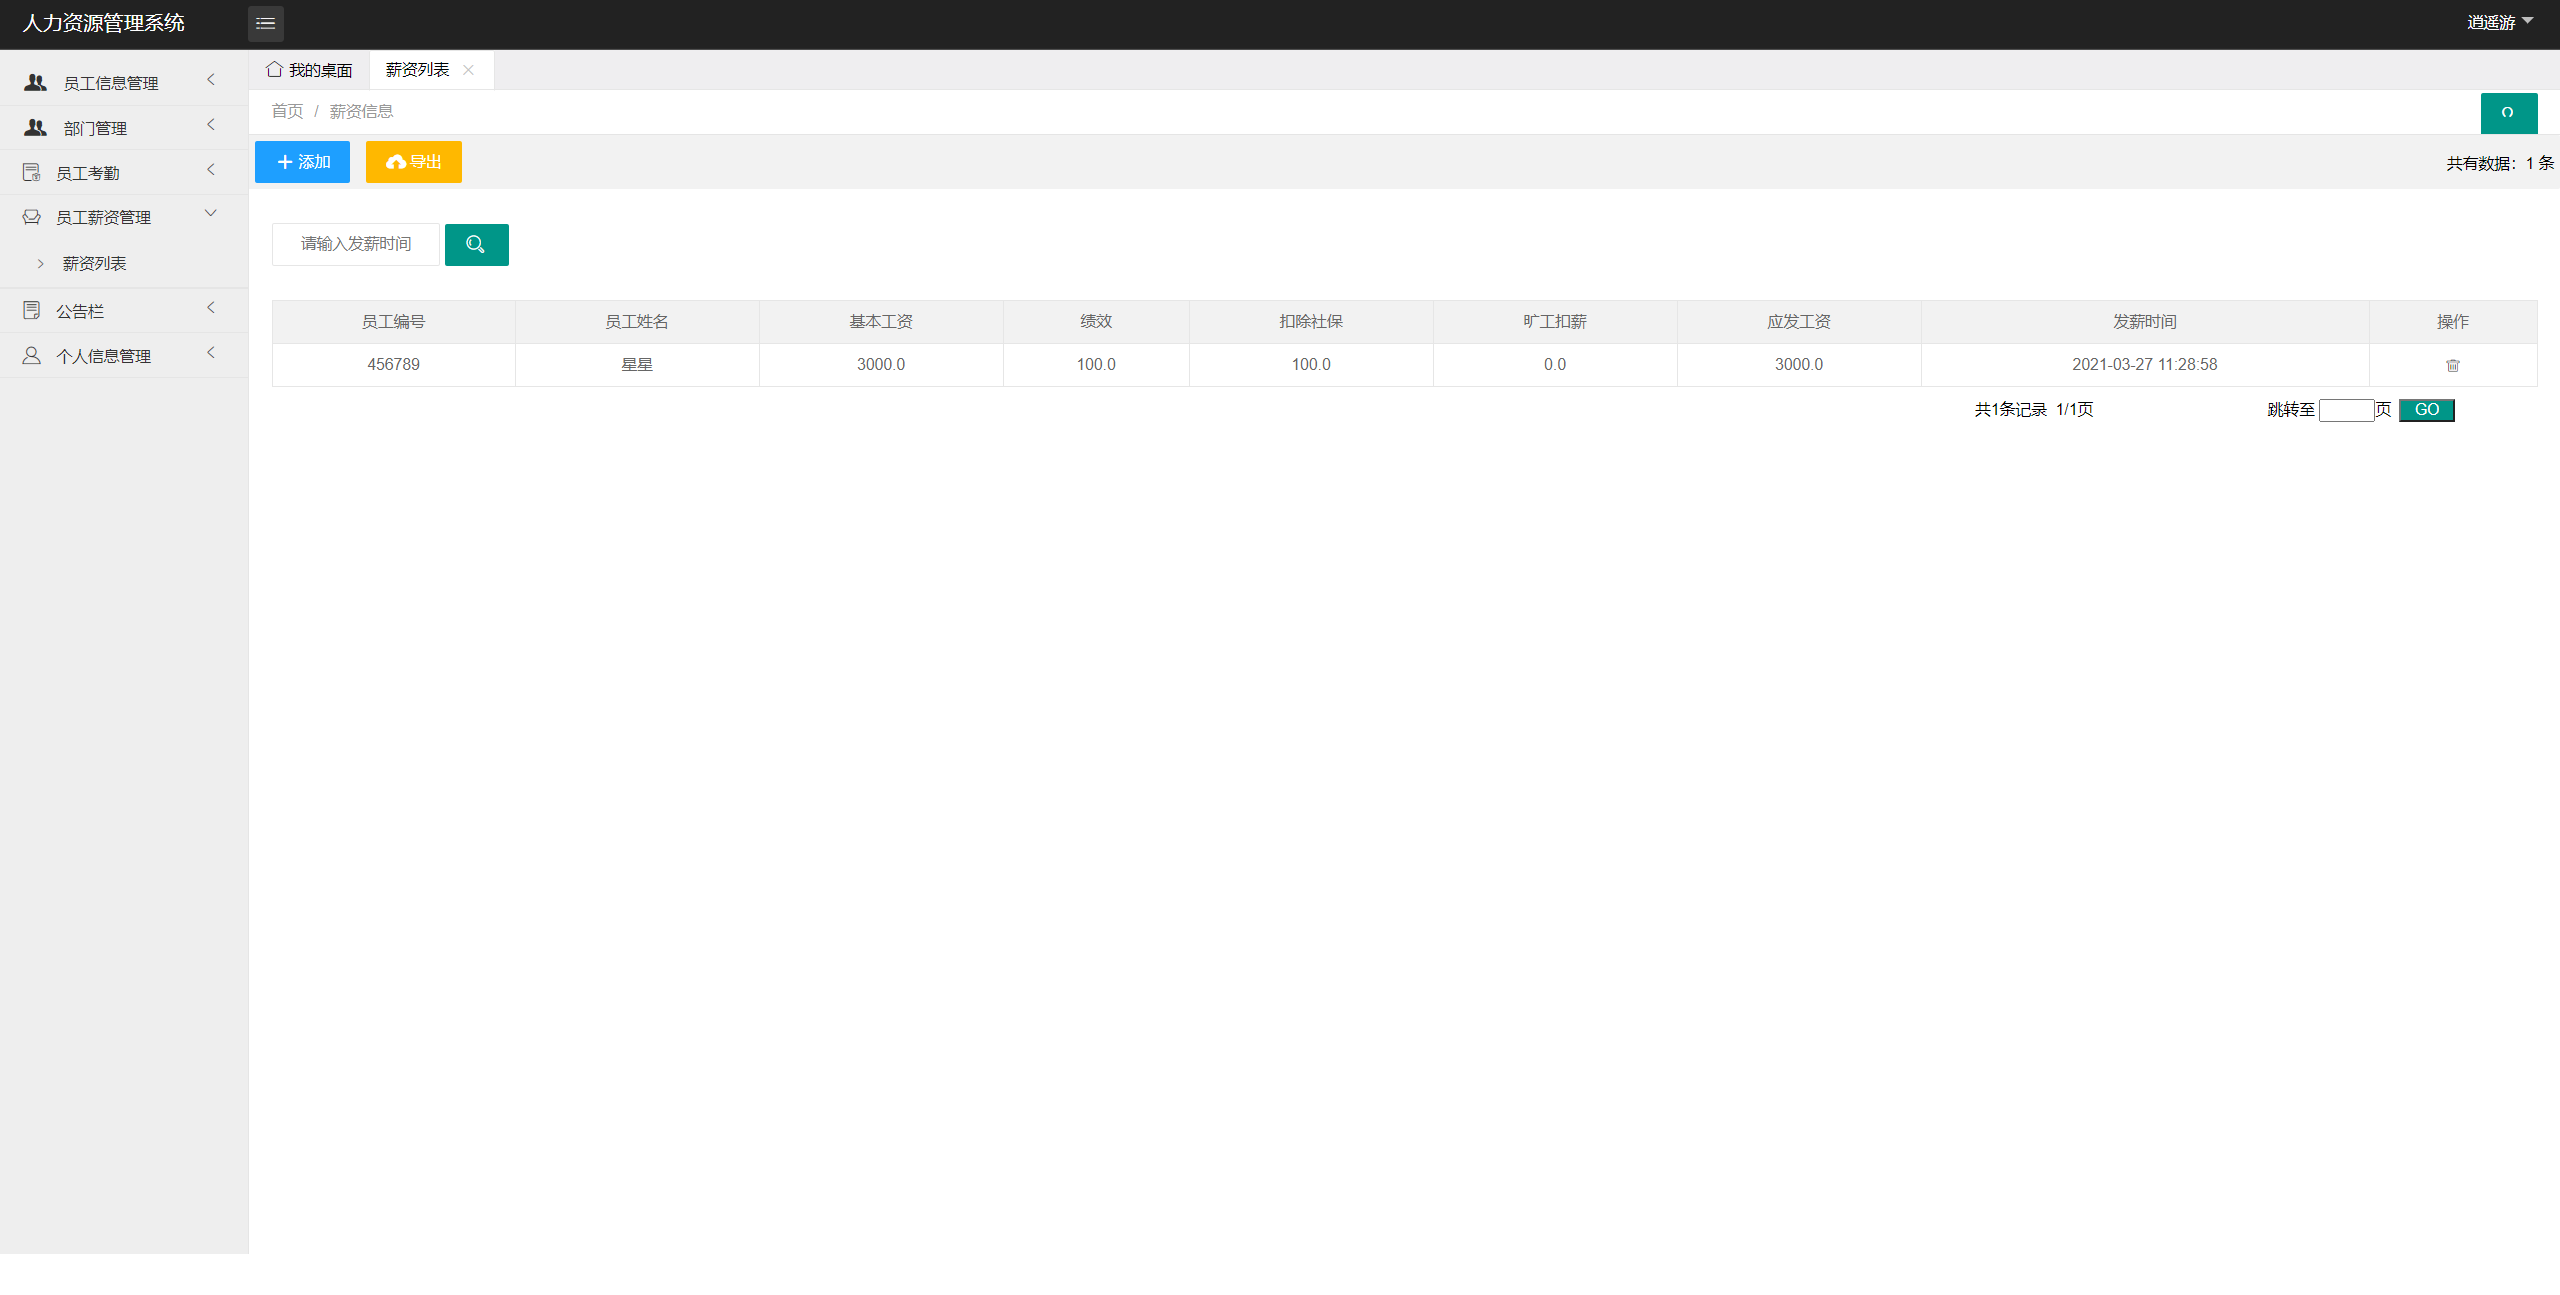 人力资源管理系统
逍遥游
员工信息管理
部门管理
员工考勤
员工薪资管理
薪资列表
公告栏
个人信息管理
我的桌面 薪资列表
首页 / 薪资信息
添加 导出 共有数据：1 条
请输入发薪时间
员工编号 员工姓名 基本工资 绩效 扣除社保 旷工扣薪 应发工资 发薪时间 操作
456789 星星 3000.0 100.0 100.0 0.0 3000.0 2021-03-27 11:28:58
共1条记录 1/1页 跳转至 页 GO